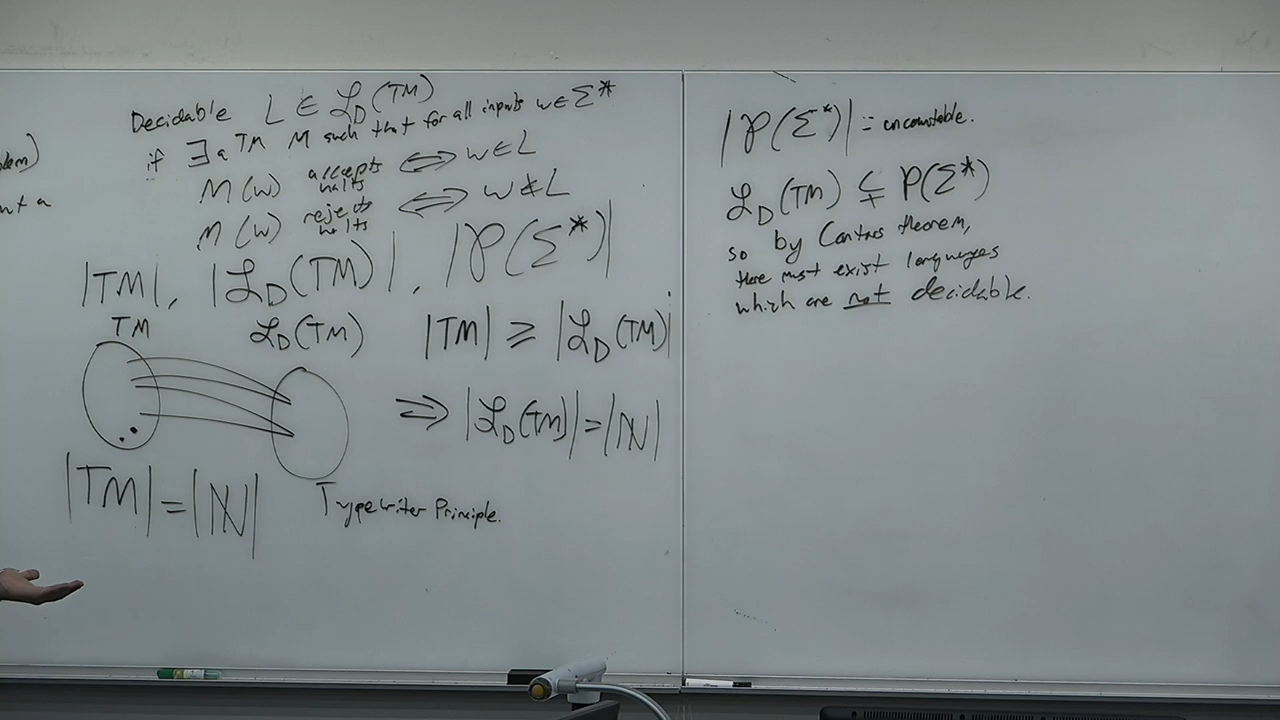 lem)
nt a
Decidable L ∈ ℒ_D(TM)
if ∃ a TM M such that for all inputs w ∈ Σ*
M(w) accepts halts ⟺ w ∈ L
M(w) rejects halts ⟺ w ∉ L
|TM|, |ℒ_D(TM)|, |𝒫(Σ*)|
TM ℒ_D(TM) |TM| ≥ |ℒ_D(TM)|
⇒ |ℒ_D(TM)| = |ℕ|
|TM| = |ℕ| Typewriter Principle.
|𝒫(Σ*)| = uncountable.
ℒ_D(TM) ⊊ P(Σ*)
so by Cantors theorem,
there must exist languages
which are not decidable.